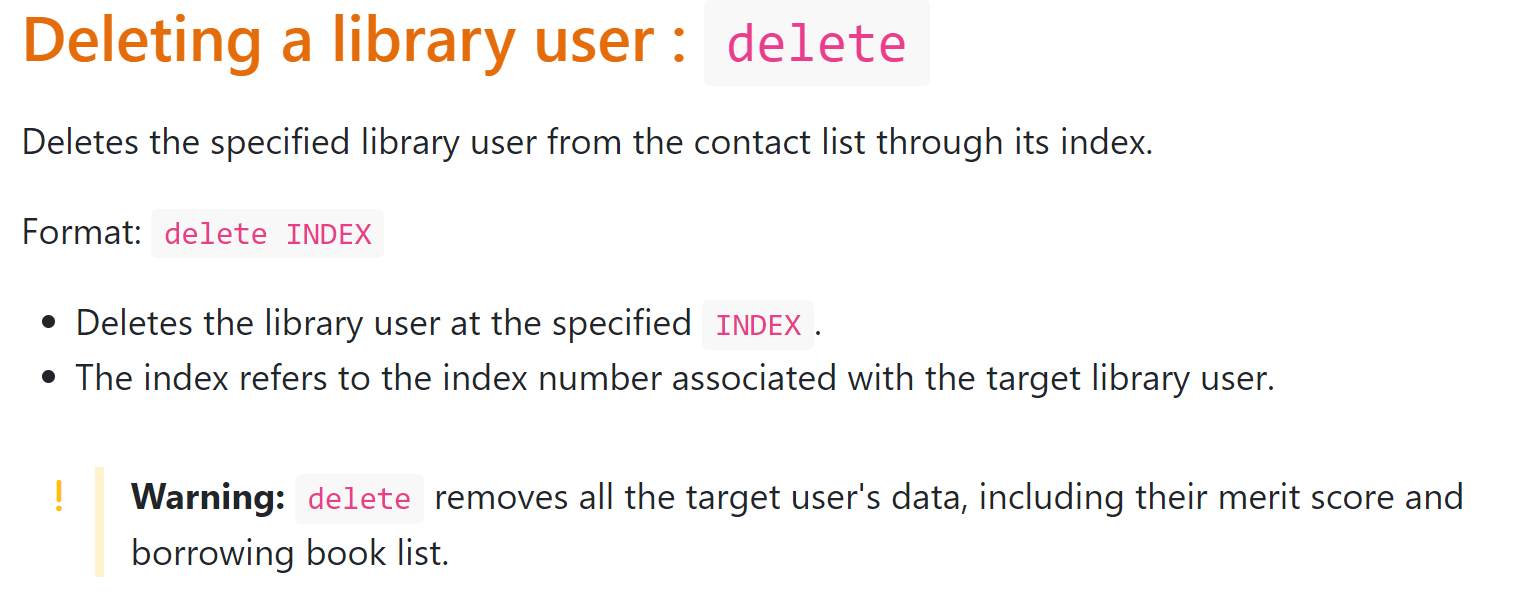 Deleting a library user : delete
Deletes the specified library user from the contact list through its index.
Format: delete INDEX
• Deletes the library user at the specified INDEX.
• The index refers to the index number associated with the target library user.
! Warning: delete removes all the target user's data, including their merit score and
borrowing book list.